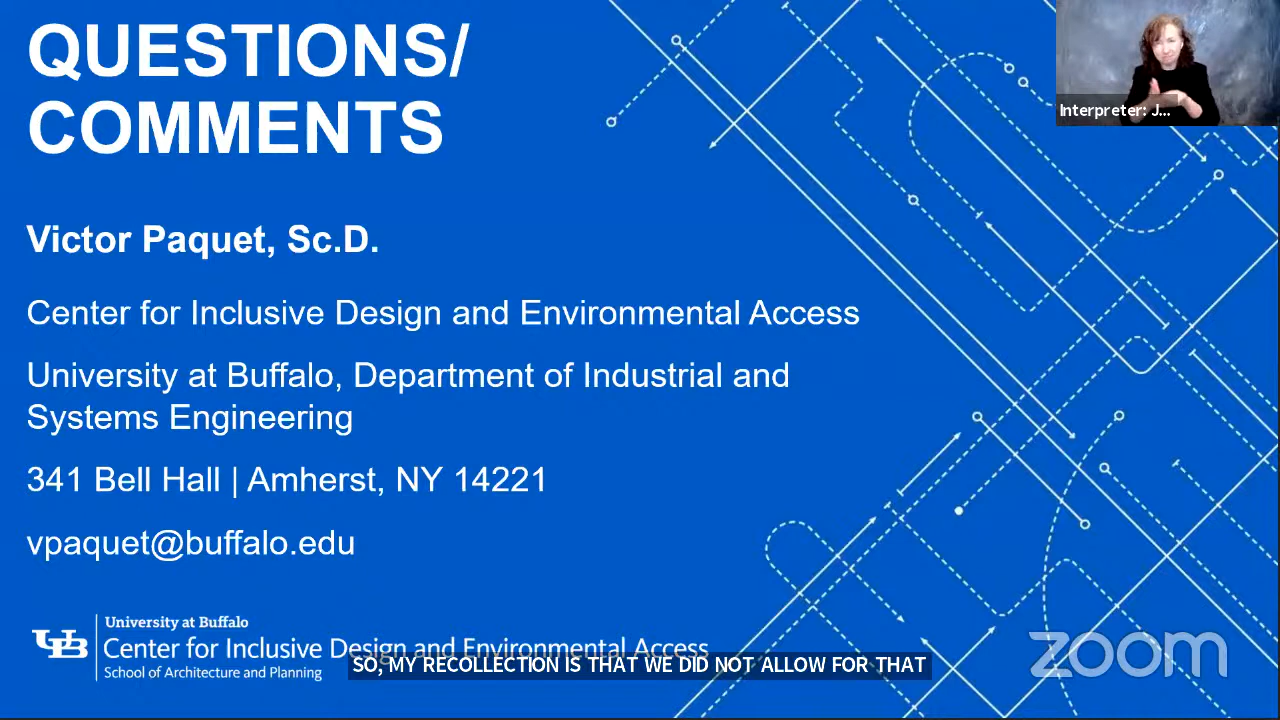 QUESTIONS/
COMMENTS
Interpreter: J...
Victor Paquet, Sc.D.
Center for Inclusive Design and Environmental Access
University at Buffalo, Department of Industrial and
Systems Engineering
341 Bell Hall | Amherst, NY 14221
vpaquet@buffalo.edu
UB
University at Buffalo
Center for Inclusive Design and Environmental Access
School of Architecture and Planning
SO, MY RECOLLECTION IS THAT WE DID NOT ALLOW FOR THAT
zoom